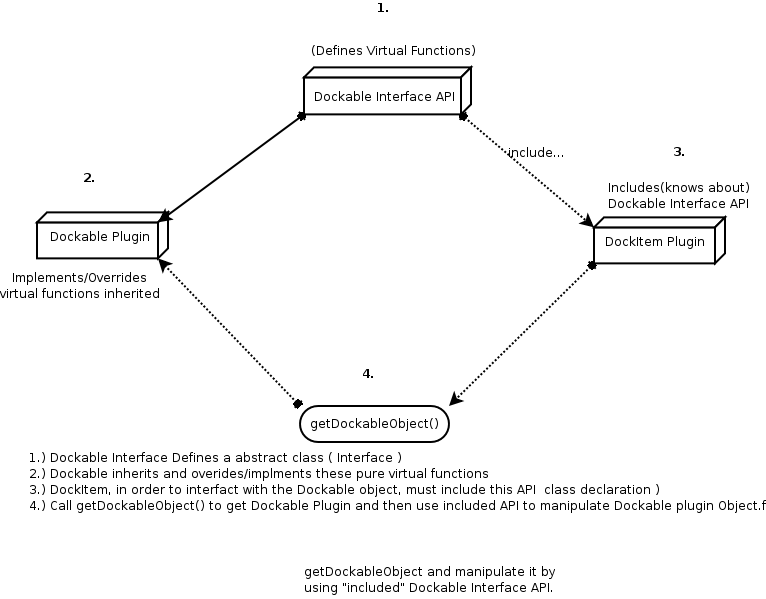 1.
(Defines Virtual Functions)
Dockable Interface API
include...
3.
2.
Includes(knows about)
Dockable Interface API
Dockable Plugin
DockItem Plugin
Implements/Overrides
virtual functions inherited
4.
getDockableObject()
1.) Dockable Interface Defines a abstract class ( Interface )
2.) Dockable inherits and overides/implments these pure virtual functions
3.) DockItem, in order to interfact with the Dockable object, must include this API  class declaration )
4.) Call getDockableObject() to get Dockable Plugin and then use included API to manipulate Dockable plugin Object.f
getDockableObject and manipulate it by
using "included" Dockable Interface API.